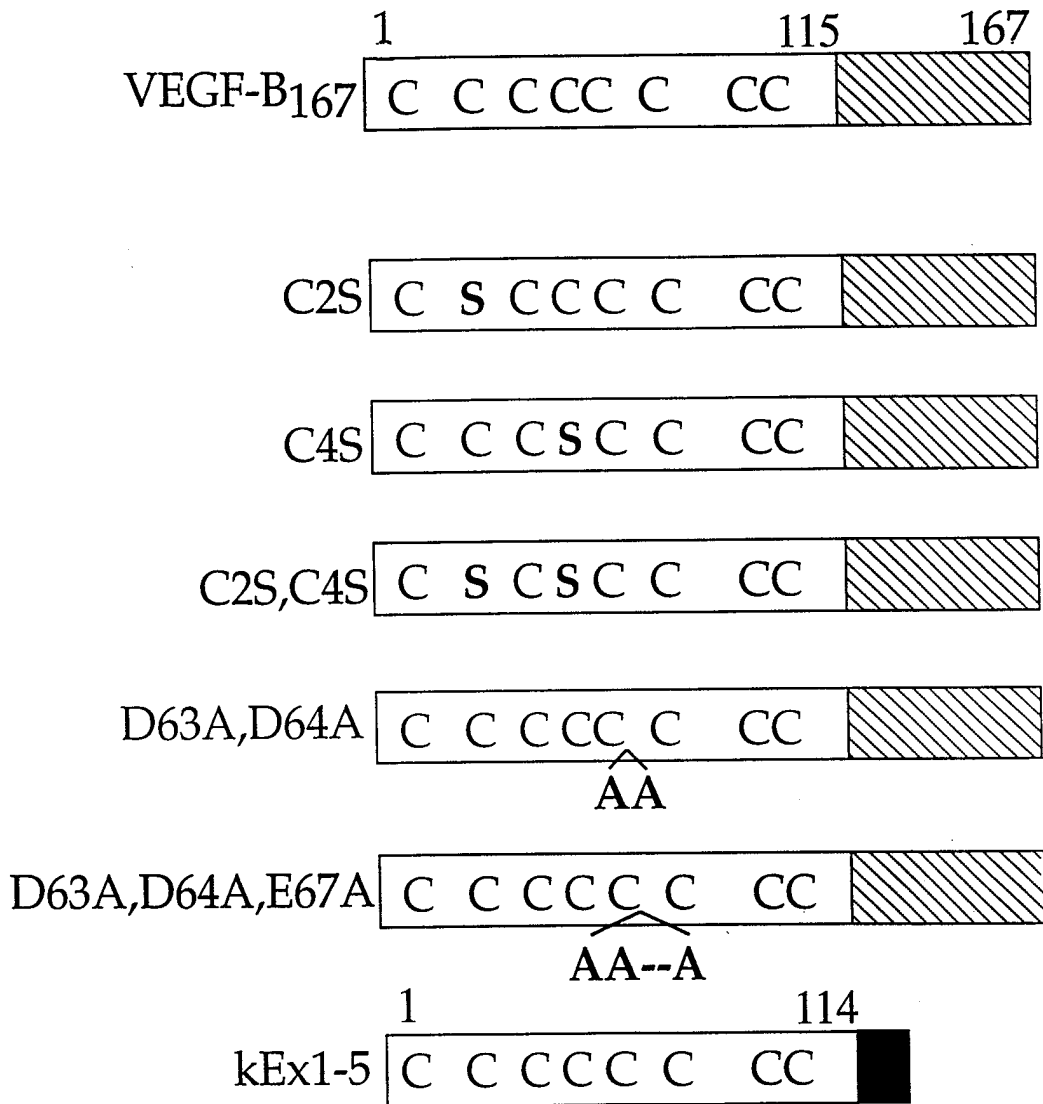 1 115 167
VEGF-B167 C C C CC C CC
C2S C S C C C C CC
C4S C C C S C C CC
C2S,C4S C S C S C C CC
D63A,D64A C C C C C C CC
AA
D63A,D64A,E67A C C C C C C CC
AA--A
1 114
kEx1-5 C C C C C C CC